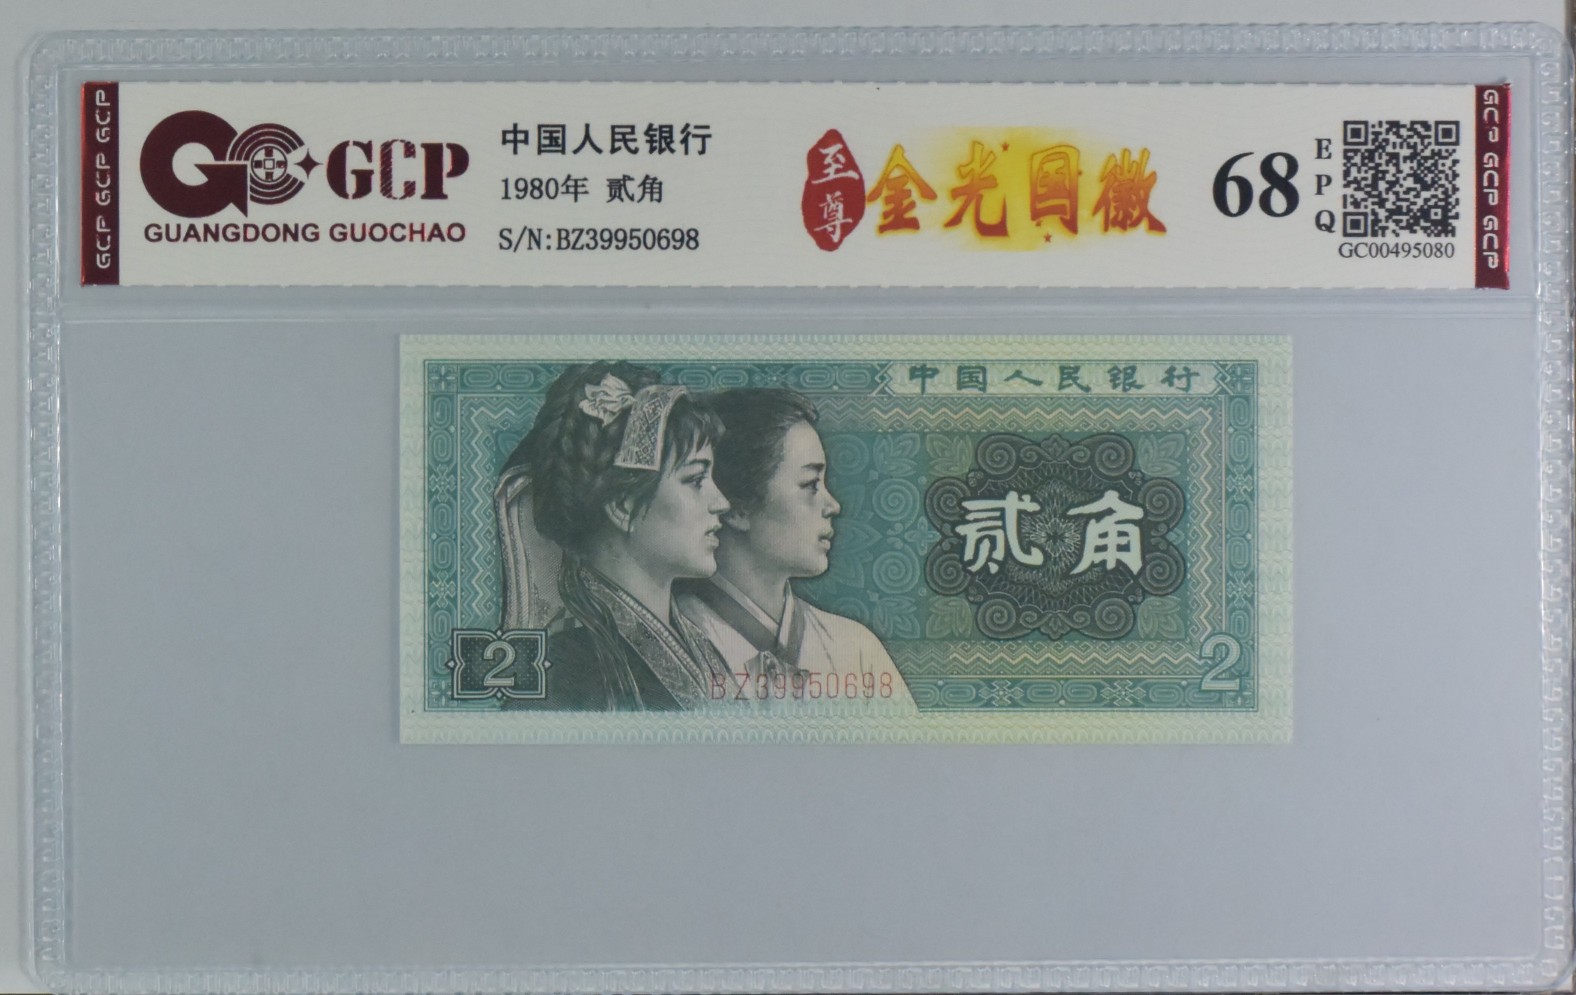 GCP GCP GCP
GCP
GUANGDONG GUOCHAO
中国人民银行
1980年 贰角
S/N:BZ39950698
至尊
金光国徽
68
EPQ
GC00495080
GCP GCP GCP
中国人民银行
贰角
2
2
BZ39950698